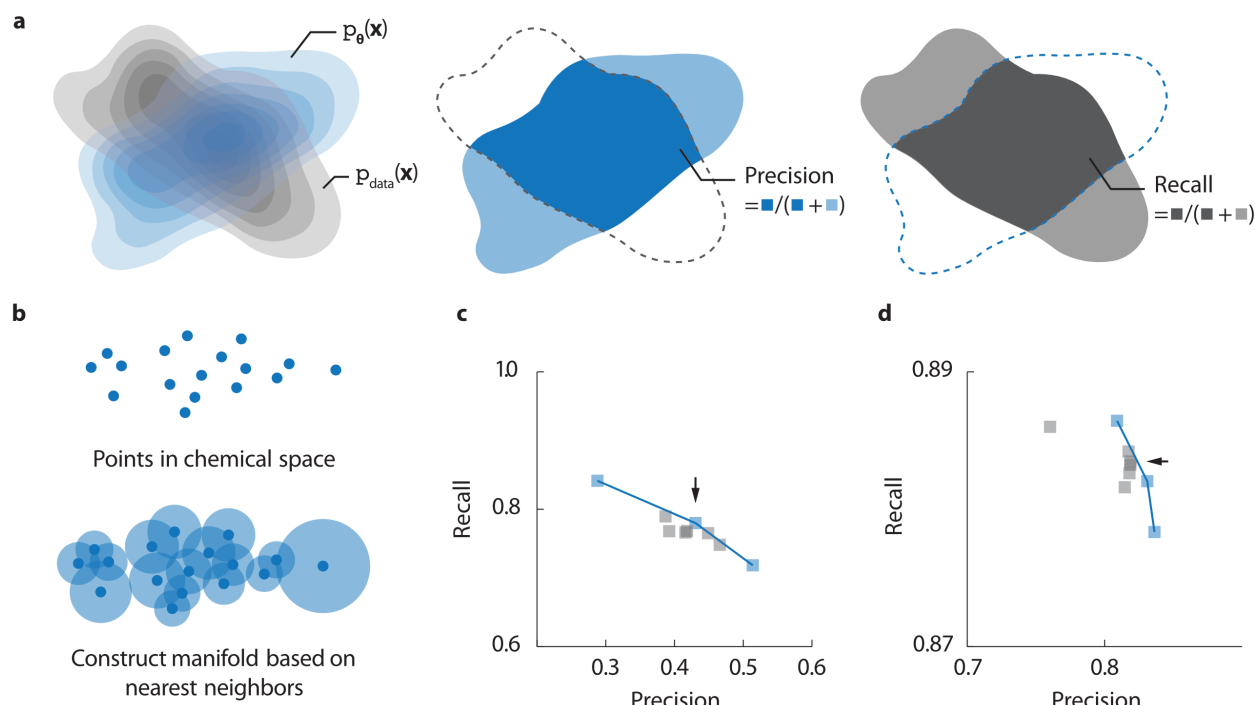 a
pθ(x)
pdata(x)
Precision
=■/(■ + ■)
Recall
=■/(■ + ■)
b
Points in chemical space
Construct manifold based on
nearest neighbors
c
1.0
0.8
0.6
Recall
0.3 0.4 0.5 0.6
Precision
d
0.89
0.87
Recall
0.7 0.8
Precision